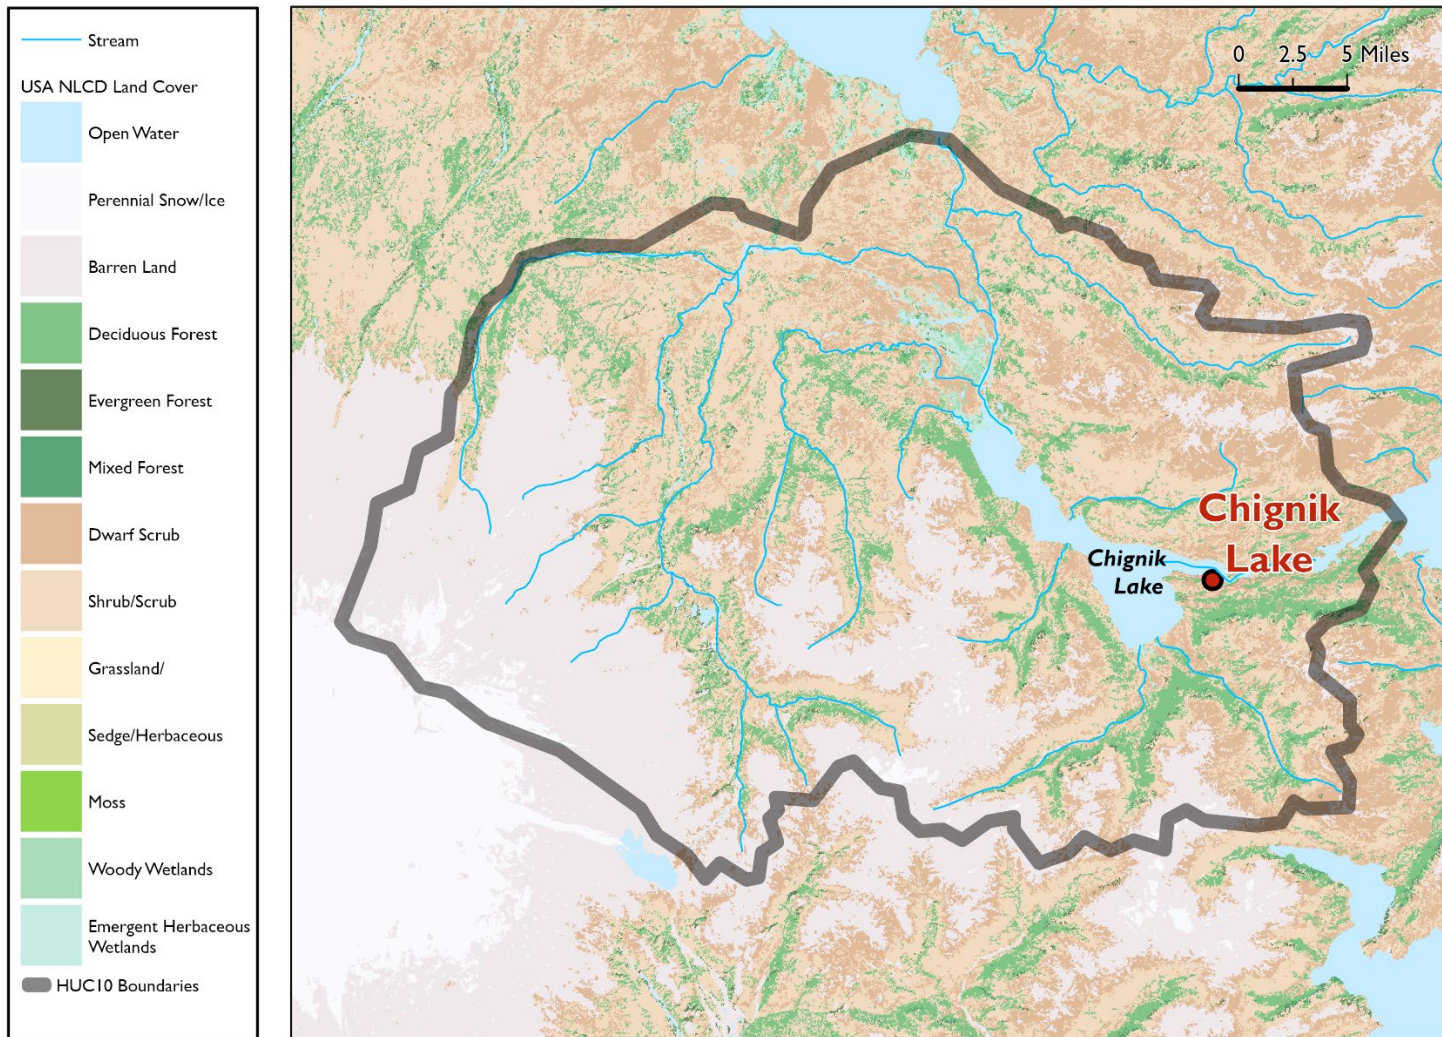 Stream
USA NLCD Land Cover
Open Water
Perennial Snow/Ice
Barren Land
Deciduous Forest
Evergreen Forest
Mixed Forest
Dwarf Scrub
Shrub/Scrub
Grassland/
Sedge/Herbaceous
Moss
Woody Wetlands
Emergent Herbaceous
Wetlands
HUC10 Boundaries
0 2.5 5 Miles
Chignik
Lake
Chignik
Lake